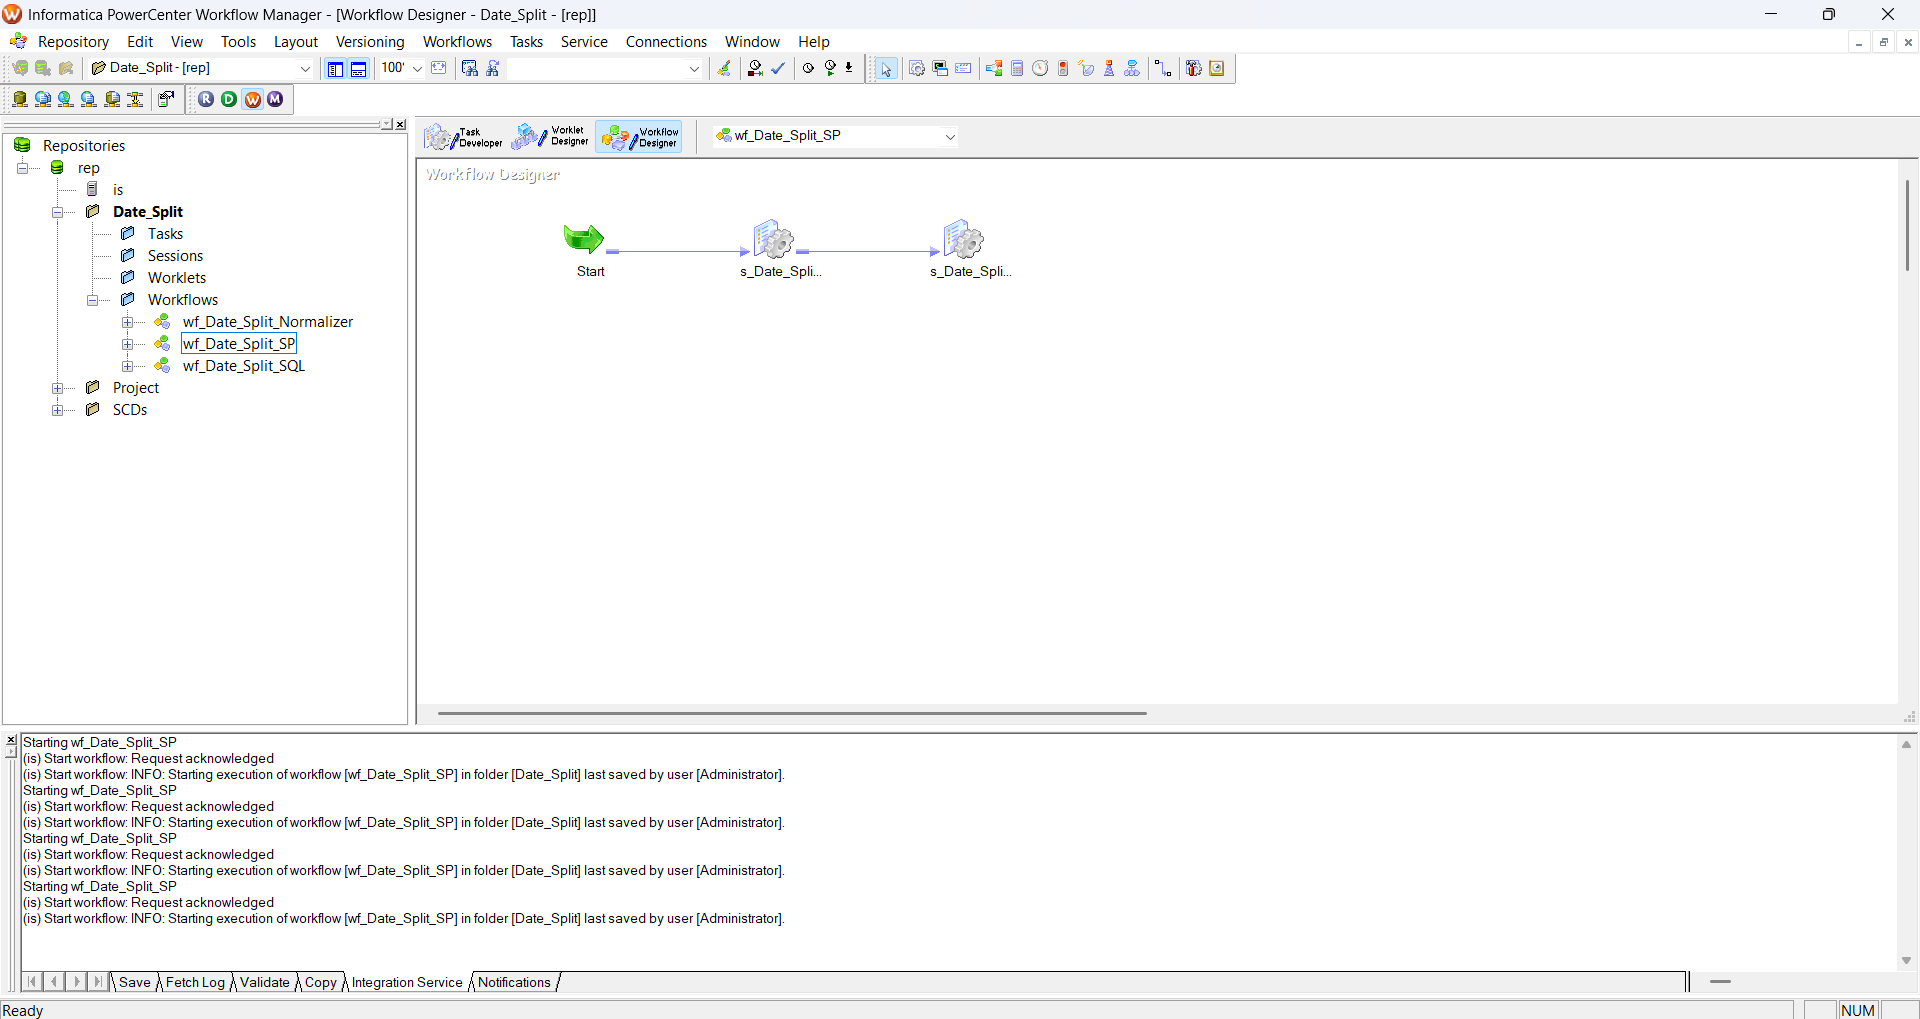 Informatica PowerCenter Workflow Manager - [Workflow Designer - Date_Split - [rep]]
Repository Edit View Tools Layout Versioning Workflows Tasks Service Connections Window Help
Date_Split - [rep]
100'
R D W M
Repositories
rep
is
Date_Split
Tasks
Sessions
Worklets
Workflows
wf_Date_Split_Normalizer
wf_Date_Split_SP
wf_Date_Split_SQL
Project
SCDs
Task Developer
Worklet Designer
Workflow Designer
wf_Date_Split_SP
Workflow Designer
Start
s_Date_Spli...
s_Date_Spli...
Starting wf_Date_Split_SP
(is) Start workflow: Request acknowledged
(is) Start workflow: INFO: Starting execution of workflow [wf_Date_Split_SP] in folder [Date_Split] last saved by user [Administrator].
Starting wf_Date_Split_SP
(is) Start workflow: Request acknowledged
(is) Start workflow: INFO: Starting execution of workflow [wf_Date_Split_SP] in folder [Date_Split] last saved by user [Administrator].
Starting wf_Date_Split_SP
(is) Start workflow: Request acknowledged
(is) Start workflow: INFO: Starting execution of workflow [wf_Date_Split_SP] in folder [Date_Split] last saved by user [Administrator].
Starting wf_Date_Split_SP
(is) Start workflow: Request acknowledged
(is) Start workflow: INFO: Starting execution of workflow [wf_Date_Split_SP] in folder [Date_Split] last saved by user [Administrator].
Save Fetch Log Validate Copy Integration Service Notifications
Ready
NUM